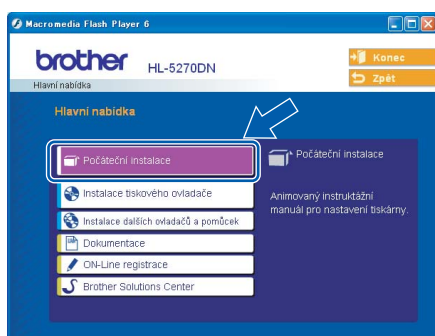 Macromedia Flash Player 6
brother HL-5270DN
Konec
Zpět
Hlavní nabídka
Hlavní nabídka
Počáteční instalace
Instalace tiskového ovladače
Instalace dalších ovladačů a pomůcek
Dokumentace
ON-Line registrace
Brother Solutions Center
Počáteční instalace
Animovaný instruktážní
manuál pro nastavení tiskárny.